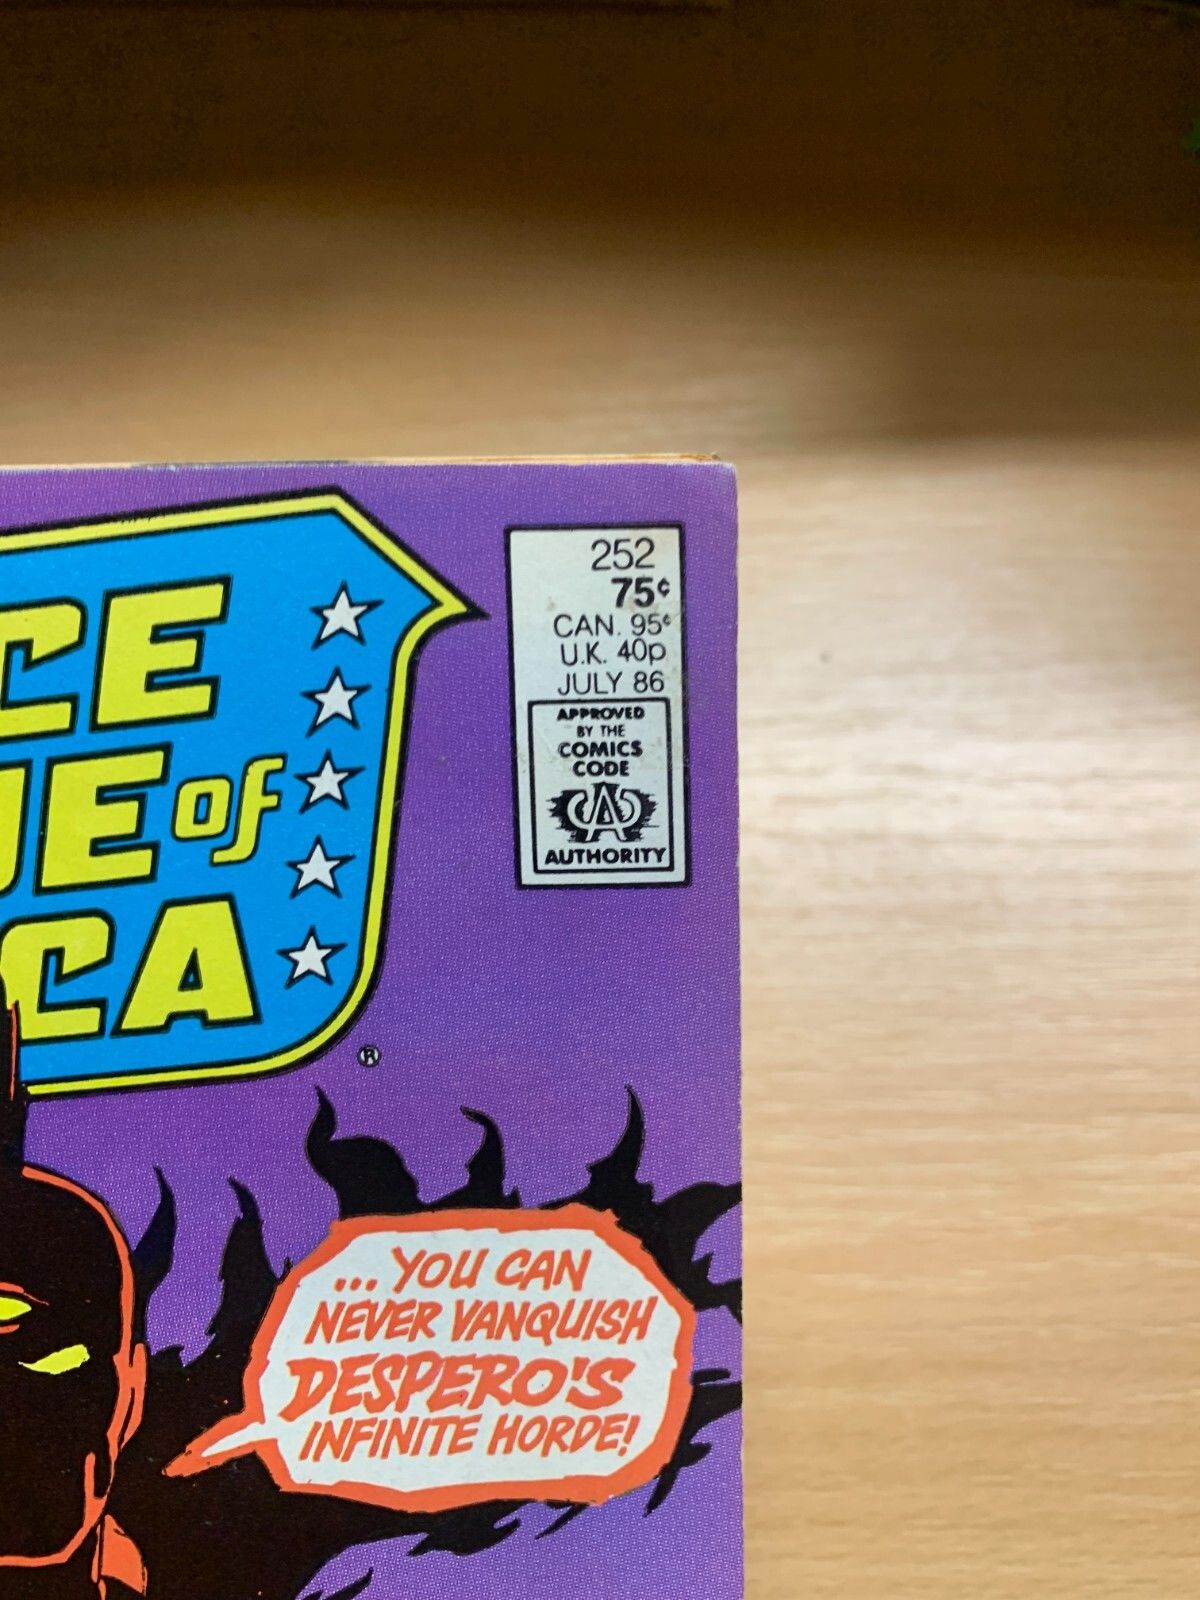 CE
UE of
CA
®
252
75¢
CAN. 95¢
U.K. 40p
JULY 86
APPROVED
BY THE
COMICS
CODE
CA
AUTHORITY
...YOU CAN
NEVER VANQUISH
DESPERO'S
INFINITE HORDE!